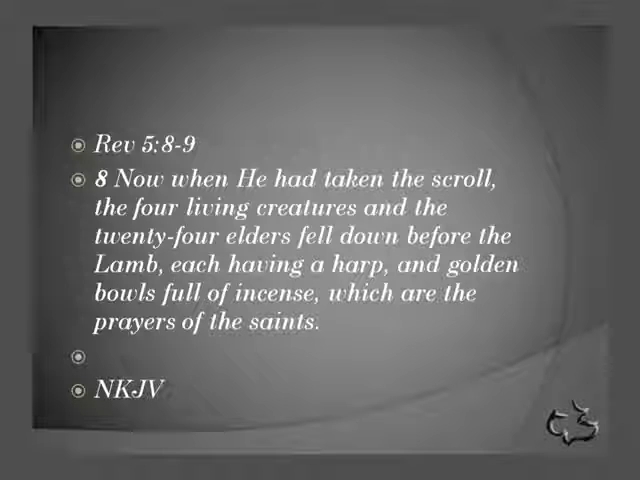 Rev 5:8-9
8 Now when He had taken the scroll,
the four living creatures and the
twenty-four elders fell down before the
Lamb, each having a harp, and golden
bowls full of incense, which are the
prayers of the saints.
NKJV